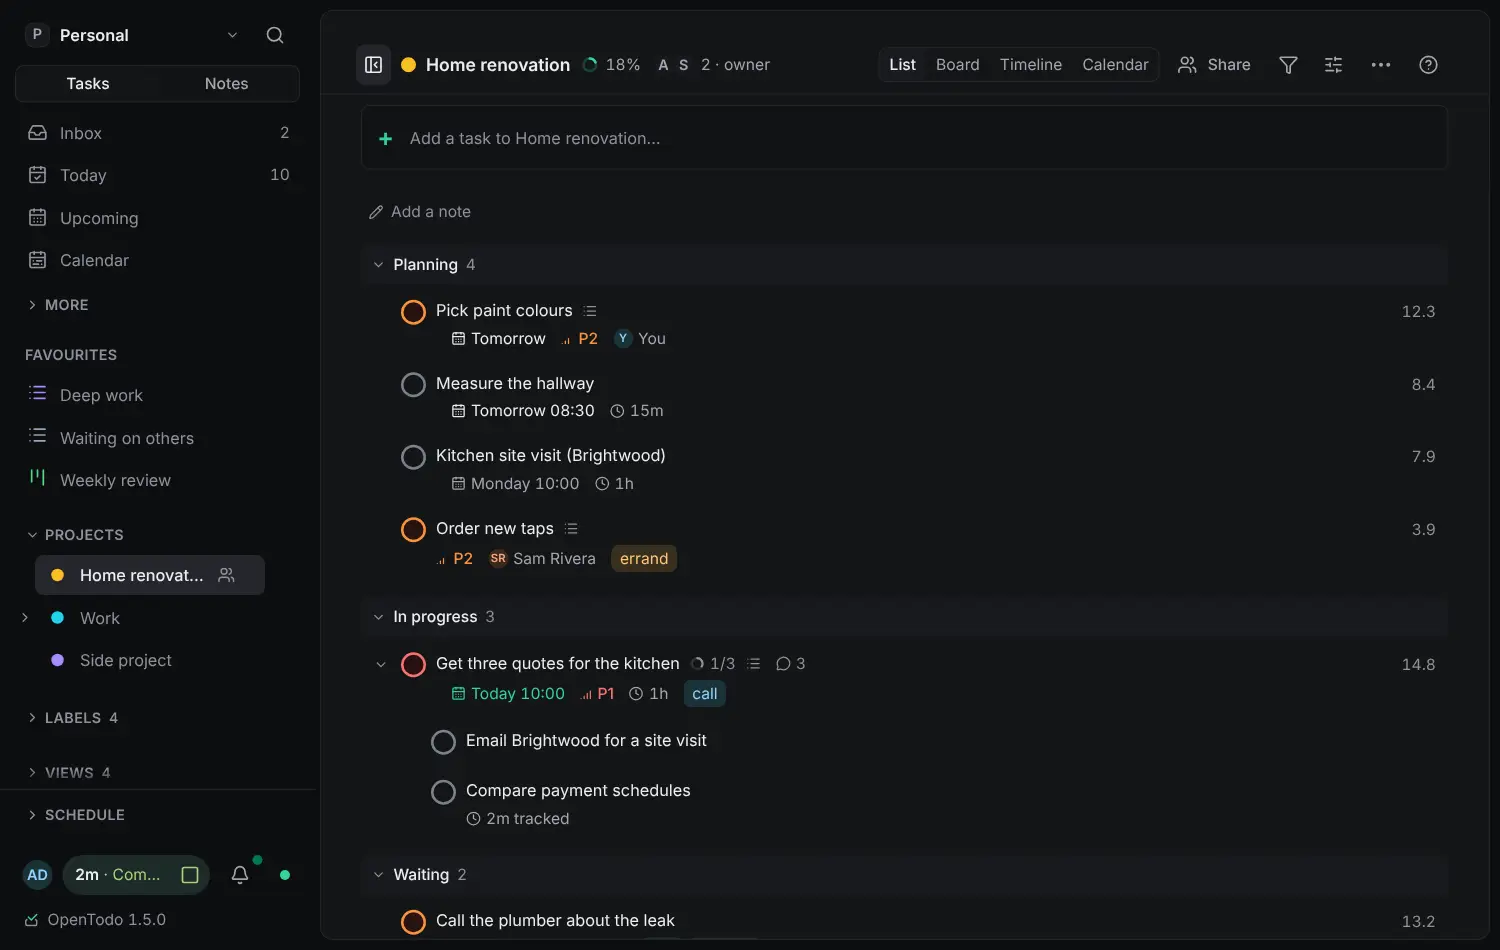 P Personal
Tasks Notes
Inbox 2
Today 10
Upcoming
Calendar
MORE
FAVOURITES
Deep work
Waiting on others
Weekly review
PROJECTS
Home renovat...
Work
Side project
LABELS 4
VIEWS 4
SCHEDULE
AD 2m · Com...
OpenTodo 1.5.0
Home renovation 18% A S 2 · owner List Board Timeline Calendar Share
Add a task to Home renovation...
Add a note
Planning 4
Pick paint colours 12.3
Tomorrow P2 Y You
Measure the hallway 8.4
Tomorrow 08:30 15m
Kitchen site visit (Brightwood) 7.9
Monday 10:00 1h
Order new taps 3.9
P2 SR Sam Rivera errand
In progress 3
Get three quotes for the kitchen 1/3 3 14.8
Today 10:00 P1 1h call
Email Brightwood for a site visit
Compare payment schedules
2m tracked
Waiting 2
Call the plumber about the leak 13.2